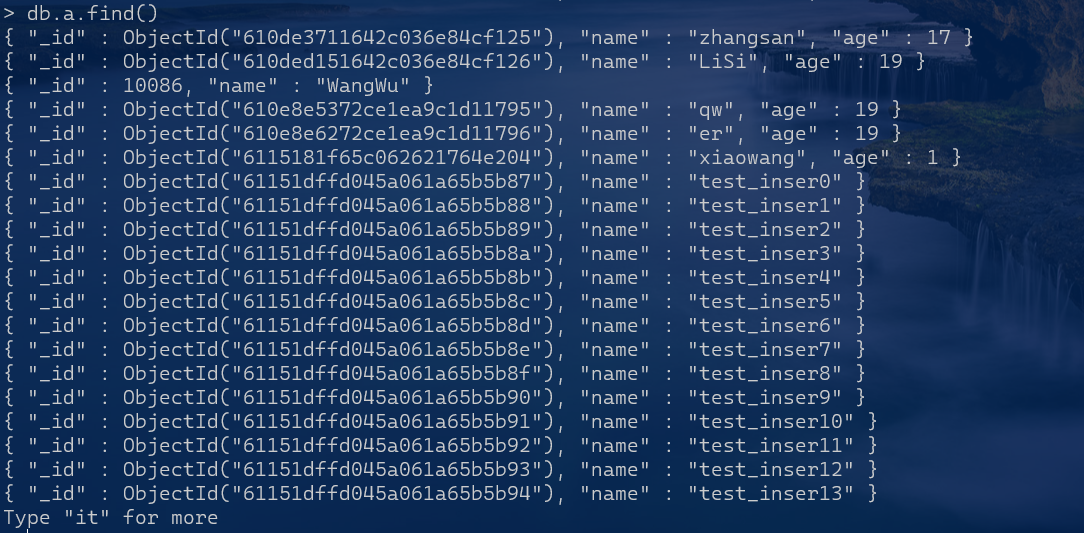 > db.a.find()
{ "_id" : ObjectId("610de3711642c036e84cf125"), "name" : "zhangsan", "age" : 17 }
{ "_id" : ObjectId("610ded151642c036e84cf126"), "name" : "LiSi", "age" : 19 }
{ "_id" : 10086, "name" : "WangWu" }
{ "_id" : ObjectId("610e8e5372ce1ea9c1d11795"), "name" : "qw", "age" : 19 }
{ "_id" : ObjectId("610e8e6272ce1ea9c1d11796"), "name" : "er", "age" : 19 }
{ "_id" : ObjectId("6115181f65c062621764e204"), "name" : "xiaowang", "age" : 1 }
{ "_id" : ObjectId("61151dffd045a061a65b5b87"), "name" : "test_inser0" }
{ "_id" : ObjectId("61151dffd045a061a65b5b88"), "name" : "test_inser1" }
{ "_id" : ObjectId("61151dffd045a061a65b5b89"), "name" : "test_inser2" }
{ "_id" : ObjectId("61151dffd045a061a65b5b8a"), "name" : "test_inser3" }
{ "_id" : ObjectId("61151dffd045a061a65b5b8b"), "name" : "test_inser4" }
{ "_id" : ObjectId("61151dffd045a061a65b5b8c"), "name" : "test_inser5" }
{ "_id" : ObjectId("61151dffd045a061a65b5b8d"), "name" : "test_inser6" }
{ "_id" : ObjectId("61151dffd045a061a65b5b8e"), "name" : "test_inser7" }
{ "_id" : ObjectId("61151dffd045a061a65b5b8f"), "name" : "test_inser8" }
{ "_id" : ObjectId("61151dffd045a061a65b5b90"), "name" : "test_inser9" }
{ "_id" : ObjectId("61151dffd045a061a65b5b91"), "name" : "test_inser10" }
{ "_id" : ObjectId("61151dffd045a061a65b5b92"), "name" : "test_inser11" }
{ "_id" : ObjectId("61151dffd045a061a65b5b93"), "name" : "test_inser12" }
{ "_id" : ObjectId("61151dffd045a061a65b5b94"), "name" : "test_inser13" }
Type "it" for more